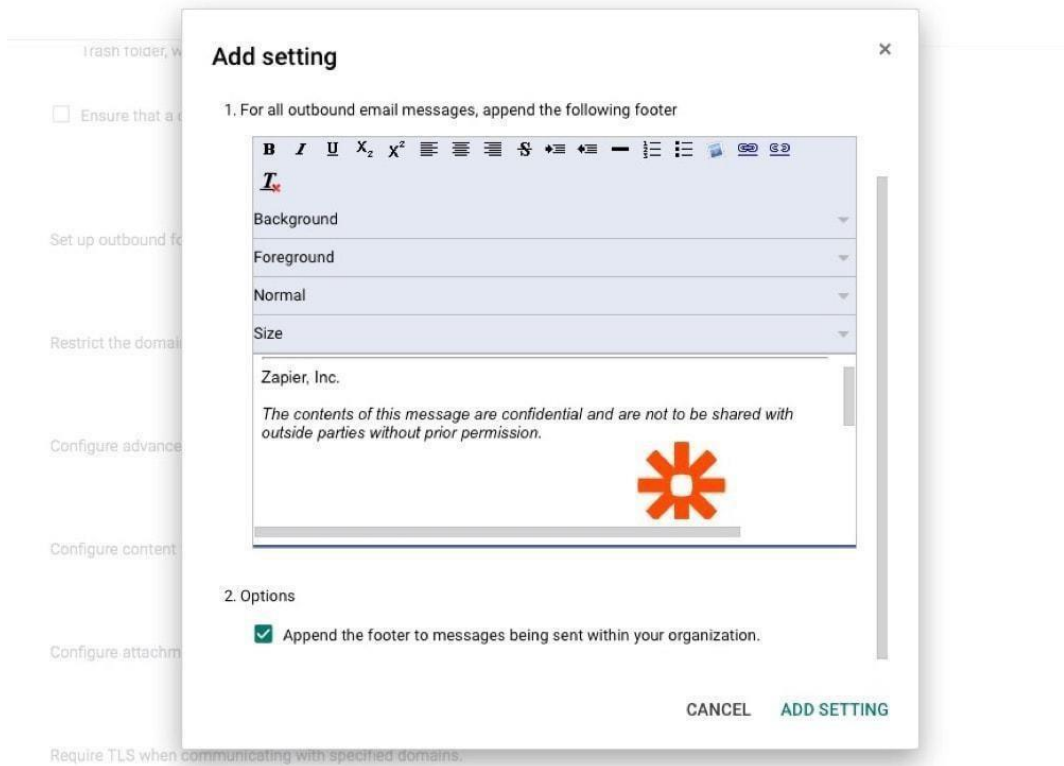 Add setting
×
Trash folder, w
1. For all outbound email messages, append the following footer
Ensure that a
B I U X₂ X² S
T
Background
Set up outbound fo
Foreground
Normal
Size
Restrict the domai
Zapier, Inc.
The contents of this message are confidential and are not to be shared with
outside parties without prior permission.
Configure advance
Configure content
2. Options
Append the footer to messages being sent within your organization.
Configure attachm
CANCEL ADD SETTING
Require TLS when communicating with specified domains.